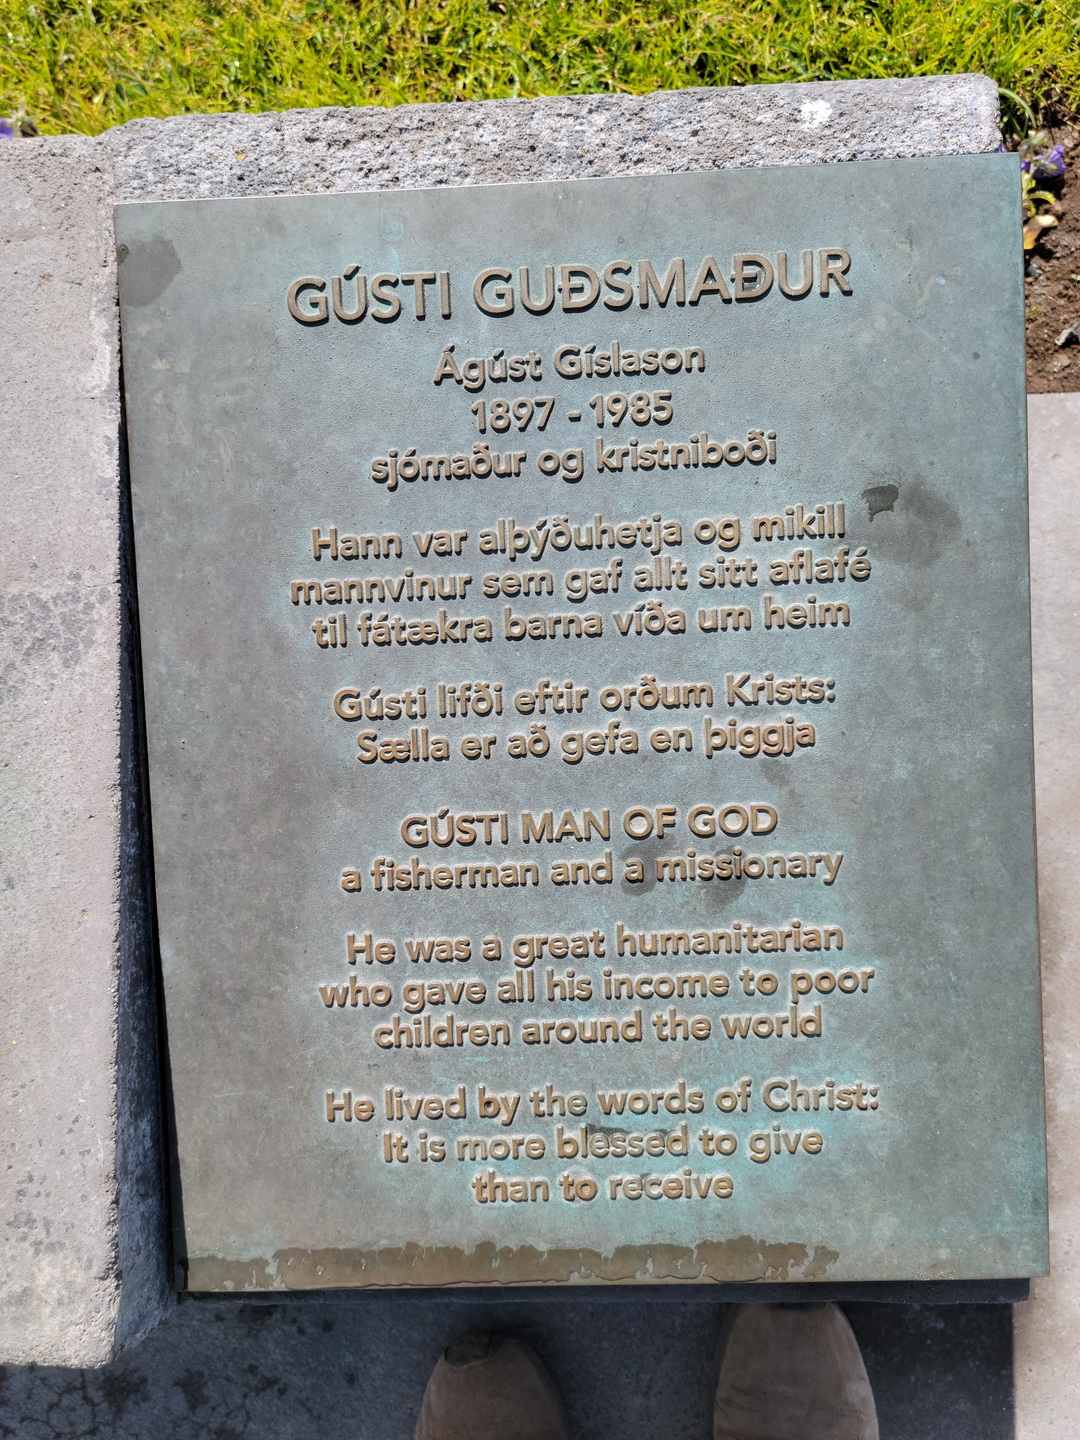 GÚSTI GUÐSMAÐUR
Ágúst Gíslason
1897 - 1985
sjómaður og kristniboði
Hann var alþýðuhetja og mikill
mannvinur sem gaf allt sitt aflafé
til fátækra barna víða um heim
Gústi lifði eftir orðum Krists:
Sælla er að gefa en þiggja
GÚSTI MAN OF GOD
a fisherman and a missionary
He was a great humanitarian
who gave all his income to poor
children around the world
He lived by the words of Christ:
It is more blessed to give
than to receive